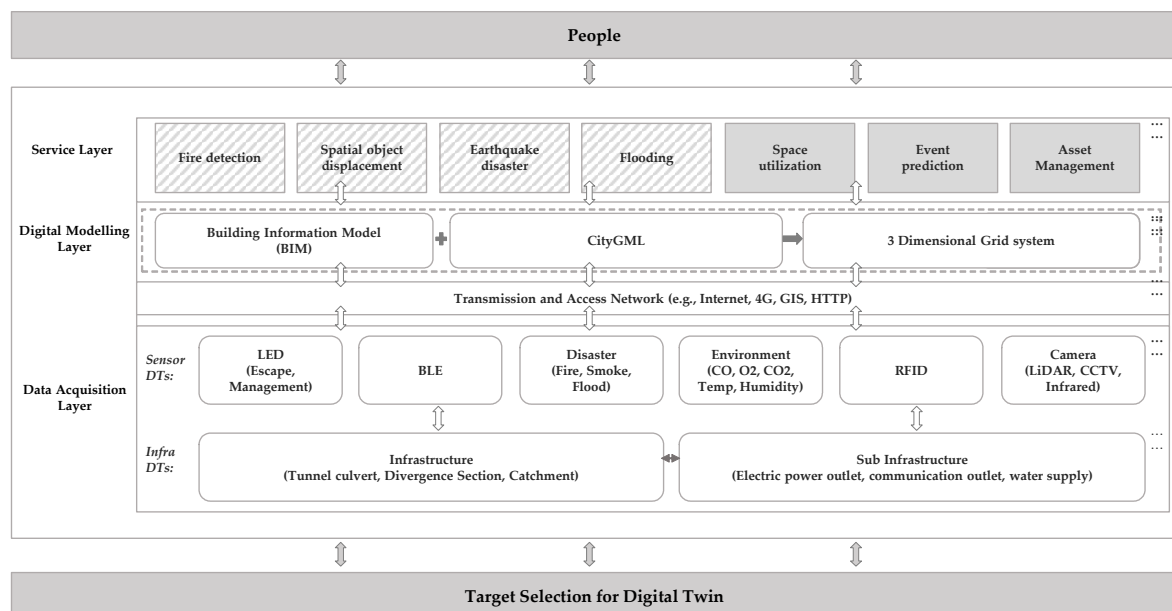 People
Service Layer
Fire detection
Spatial object
displacement
Earthquake
disaster
Flooding
Space
utilization
Event
prediction
Asset
Management
...
...
Digital Modelling
Layer
Building Information Model
(BIM)
CityGML
3 Dimensional Grid system
...
...
Transmission and Access Network (e.g., Internet, 4G, GIS, HTTP)
...
...
Data Acquisition
Layer
Sensor
DTs:
LED
(Escape,
Management)
BLE
Disaster
(Fire, Smoke,
Flood)
Environment
(CO, O2, CO2,
Temp, Humidity)
RFID
Camera
(LiDAR, CCTV,
Infrared)
...
...
Infra
DTs:
Infrastructure
(Tunnel culvert, Divergence Section, Catchment)
Sub Infrastructure
(Electric power outlet, communication outlet, water supply)
...
...
Target Selection for Digital Twin